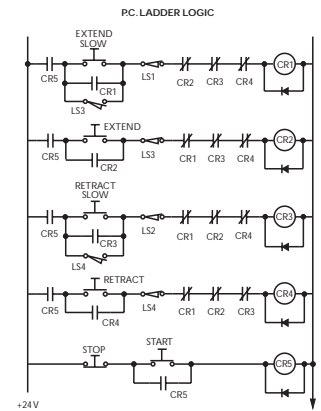 P.C. LADDER LOGIC
EXTEND
SLOW
CR5
LS1
CR2
CR3
CR4
CR1
CR1
LS3
EXTEND
CR5
LS3
CR1
CR3
CR4
CR2
CR2
RETRACT
SLOW
CR5
LS2
CR1
CR2
CR4
CR3
CR3
LS4
RETRACT
CR5
LS4
CR1
CR2
CR3
CR4
CR4
STOP
START
CR5
CR5
+24 V